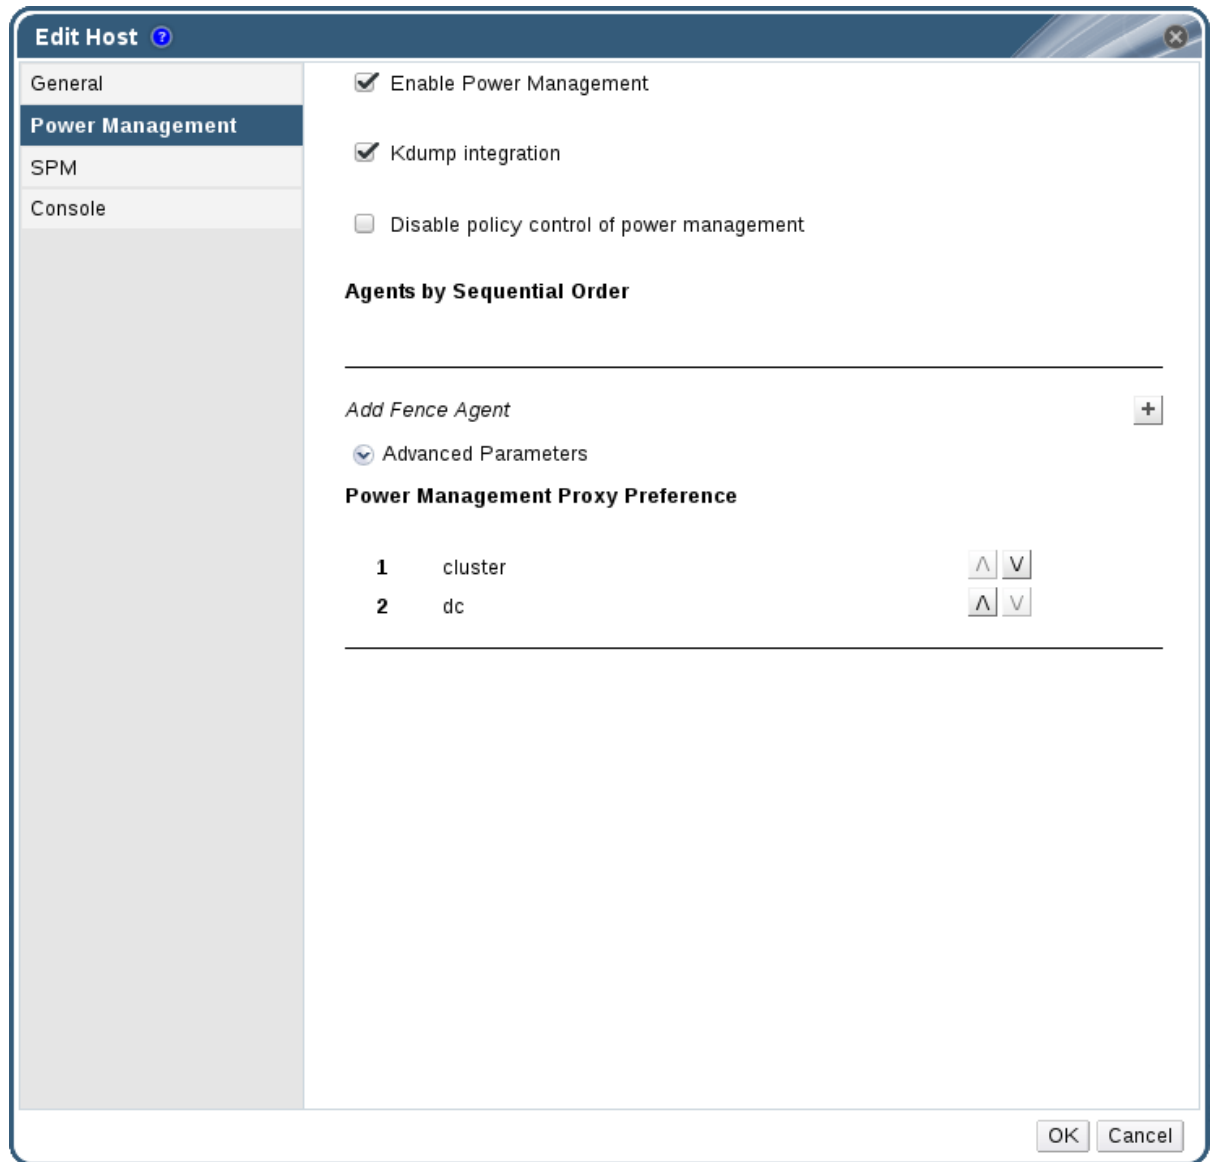 Edit Host ?
General
Power Management
SPM
Console
Enable Power Management
Kdump integration
Disable policy control of power management
Agents by Sequential Order
Add Fence Agent +
Advanced Parameters
Power Management Proxy Preference
1 cluster
2 dc
OK Cancel